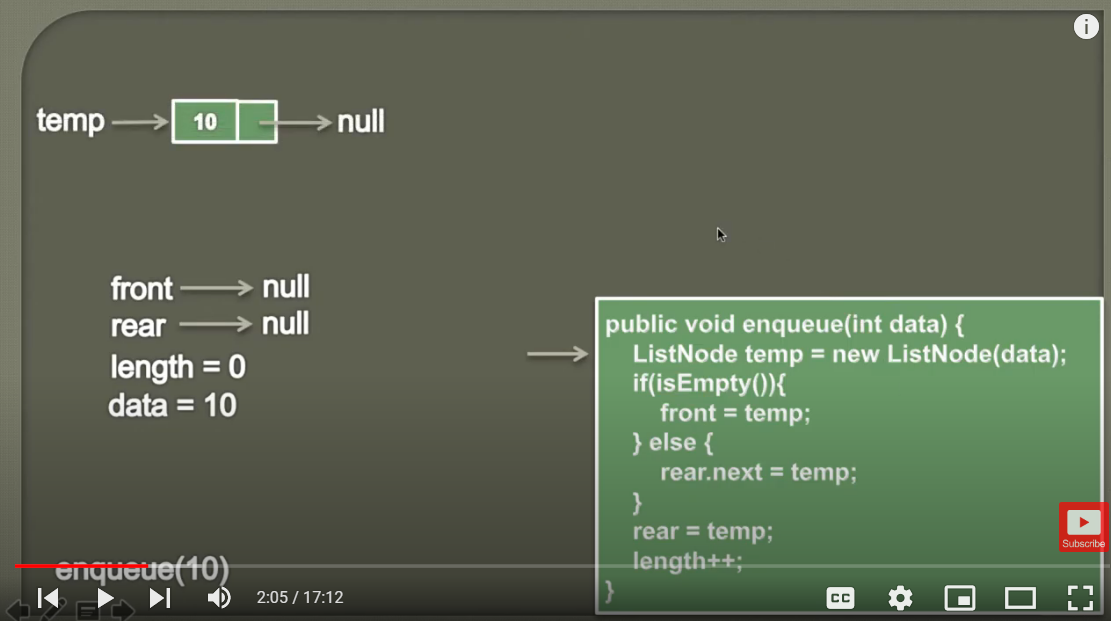 temp 10 null
front null
rear null
length = 0
data = 10
public void enqueue(int data) {
ListNode temp = new ListNode(data);
if(isEmpty()){
front = temp;
} else {
rear.next = temp;
}
rear = temp;
length++;
}
Subscribe
enqueue(10)
2:05 / 17:12
CC